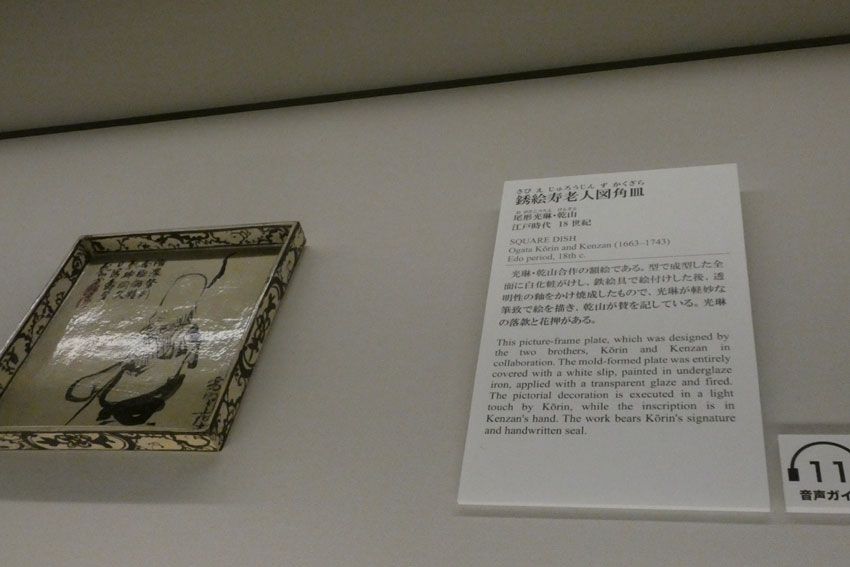 さびえじゅろうじんずかくざら
銹絵寿老人図角皿
尾形光琳・乾山
江戸時代 18世紀
SQUARE DISH
Ogata Kōrin and Kenzan (1663–1743)
Edo period, 18th c.
光琳・乾山合作の額絵である。型で成型した全
面に白化粧がけし、鉄絵具で絵付けした後、透
明性の釉をかけ焼成したもので、光琳が軽妙な
筆致で絵を描き、乾山が賛を記している。光琳
の落款と花押がある。
This picture-frame plate, which was designed by
the two brothers, Kōrin and Kenzan in
collaboration. The mold-formed plate was entirely
covered with a white slip, painted in underglaze
iron, applied with a transparent glaze and fired.
The pictorial decoration is executed in a light
touch by Kōrin, while the inscription is in
Kenzan's hand. The work bears Kōrin's signature
and handwritten seal.
11
音声ガイ